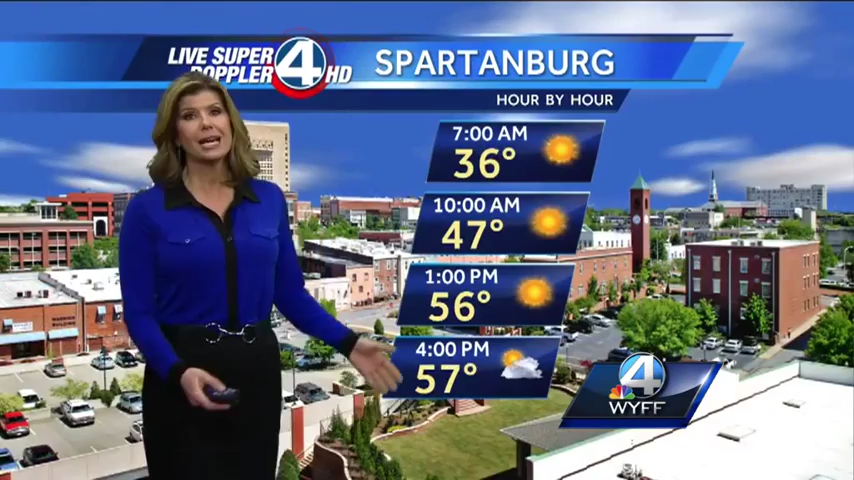 LIVE SUPER
DOPPLER 4 HD
SPARTANBURG
HOUR BY HOUR
7:00 AM
36°
10:00 AM
47°
1:00 PM
56°
4:00 PM
57°
4
WYFF